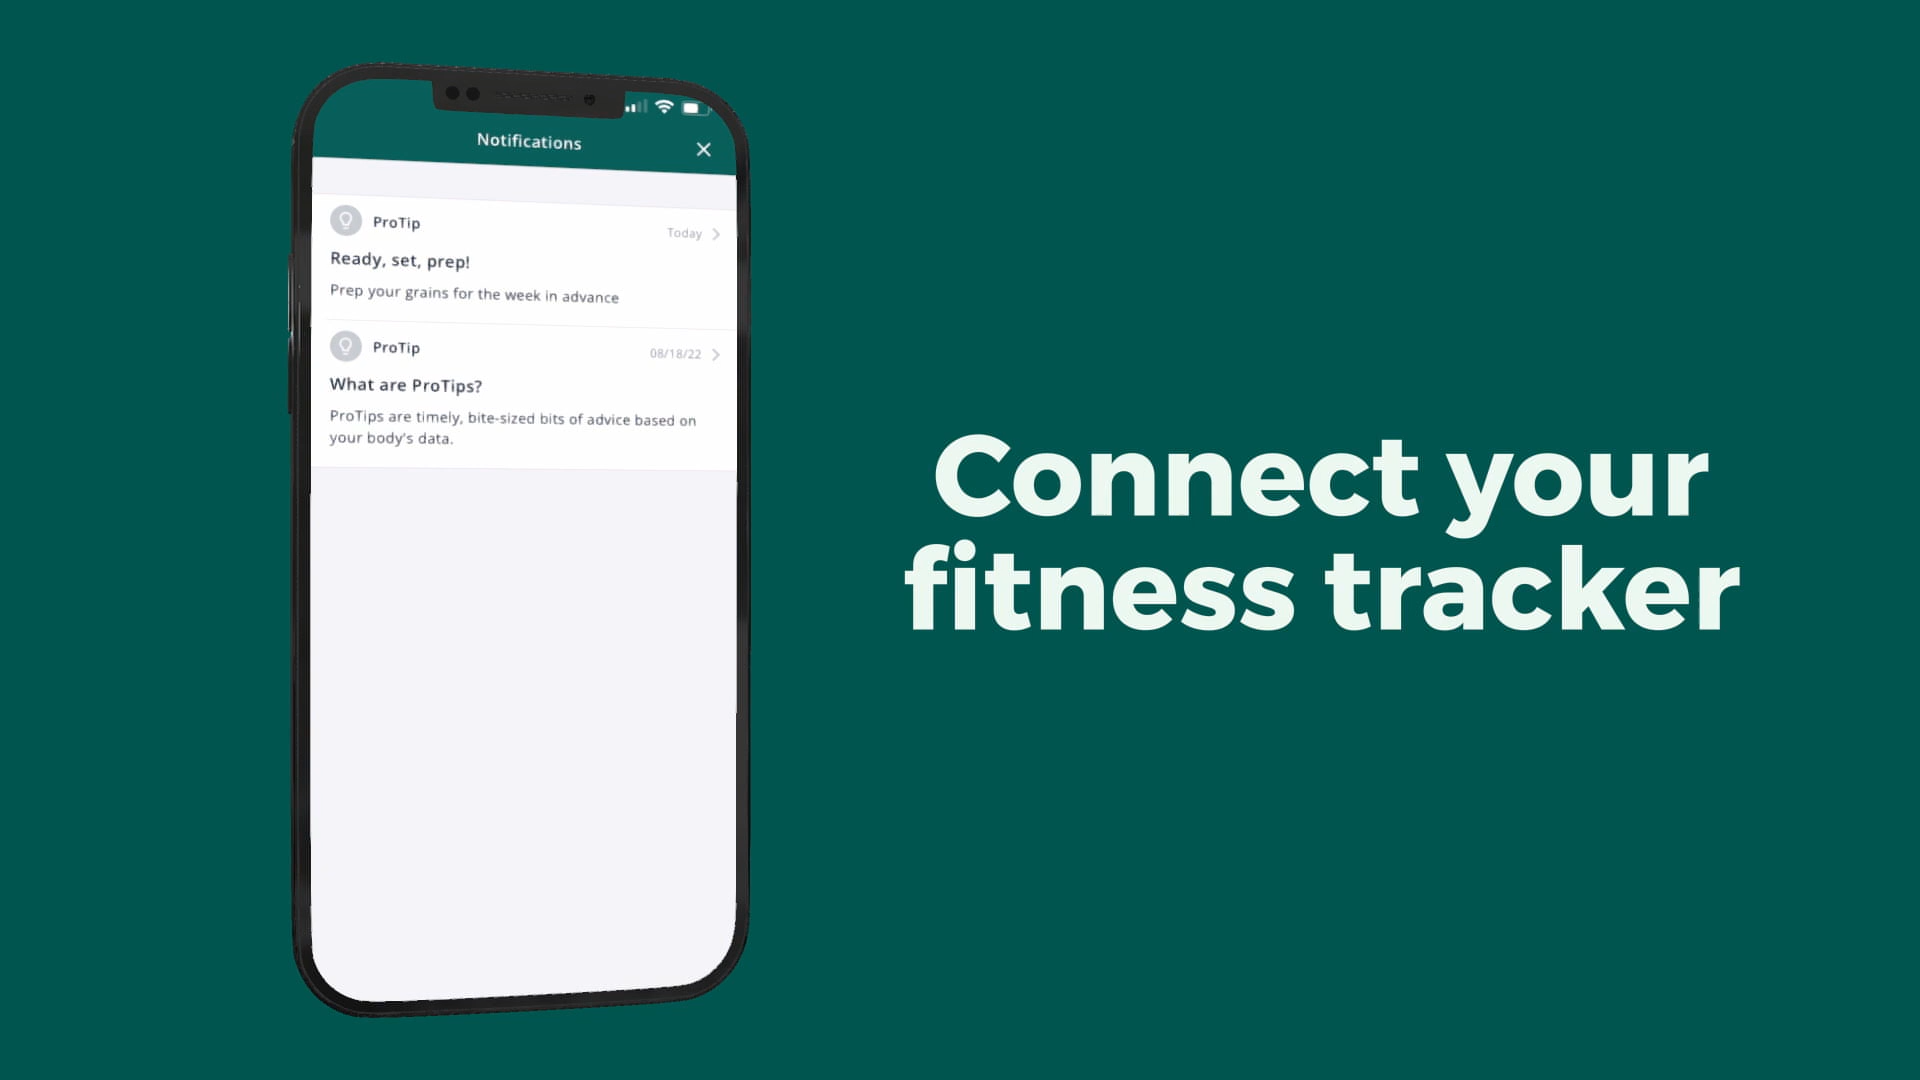 Notifications
ProTip
Today
Ready, set, prep!
Prep your grains for the week in advance
ProTip
08/18/22
What are ProTips?
ProTips are timely, bite-sized bits of advice based on
your body's data.
Connect your
fitness tracker